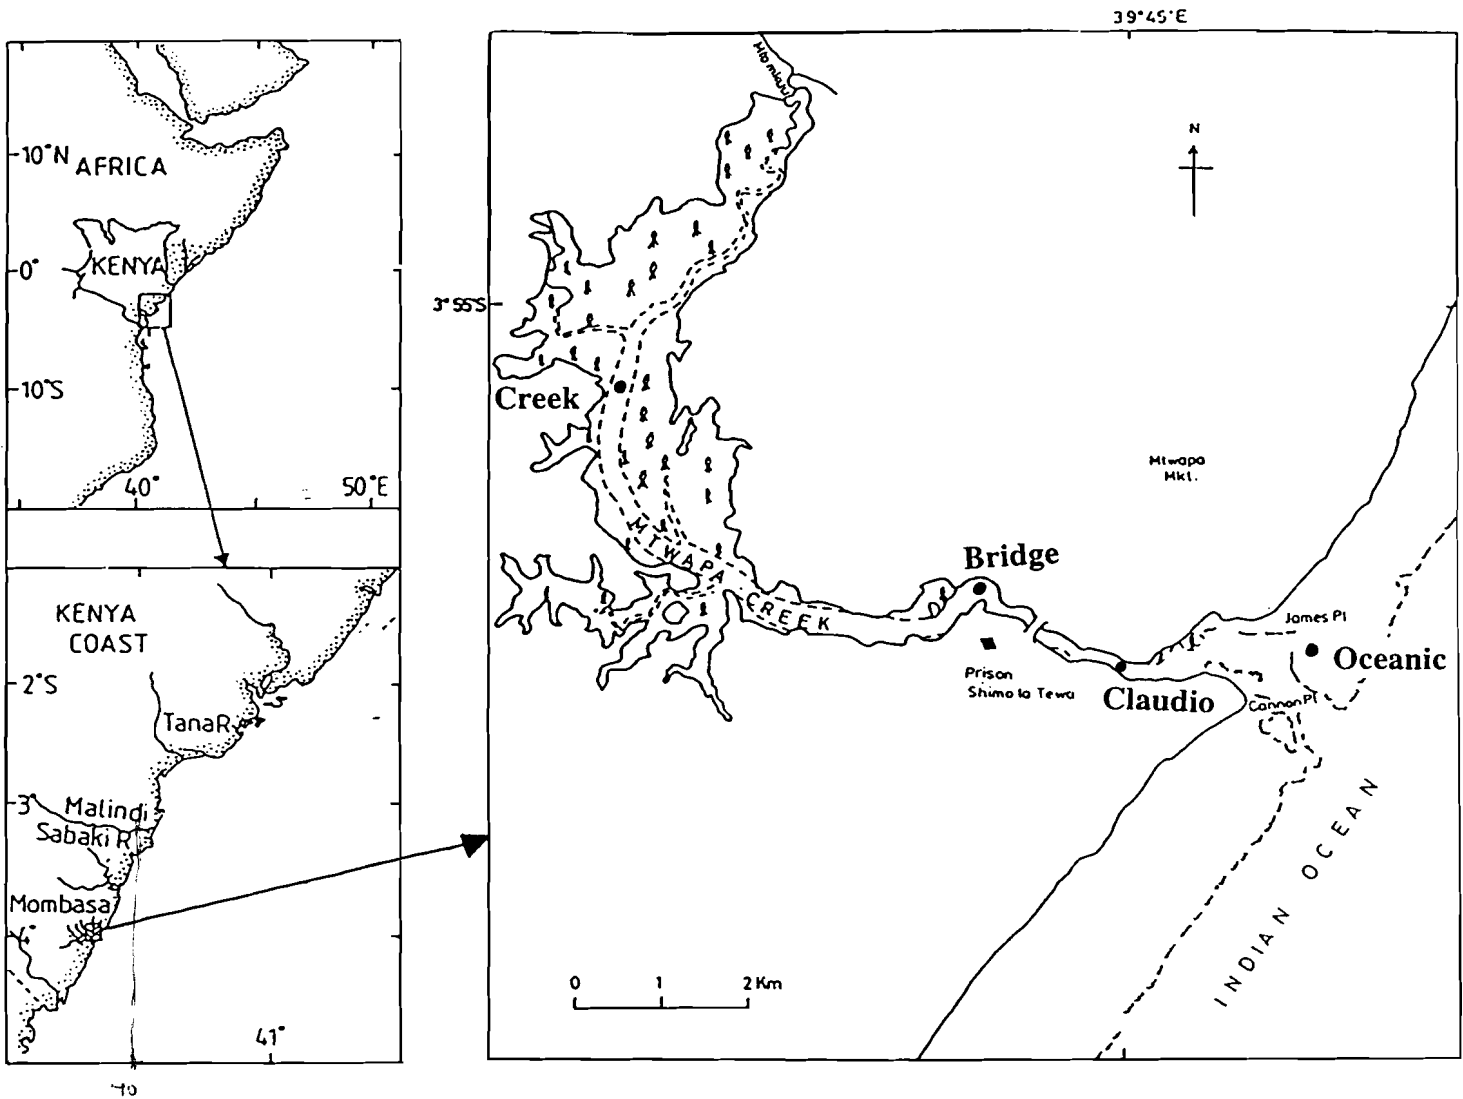 10°N
AFRICA
KENYA
0°
10°S
40°
50°E
KENYA
COAST
2°S
Tana R
3°
Malindi
Sabaki R
Mombasa
4°
S
41°
40
39°45'E
N
3°55'S
Creek
MTWAPA
CREEK
Bridge
Mtwapa
Mkt.
Prison
Shimo la Tewa
Claudio
James Pt
Oceanic
Cannon Pt
INDIAN OCEAN
0 1 2 Km